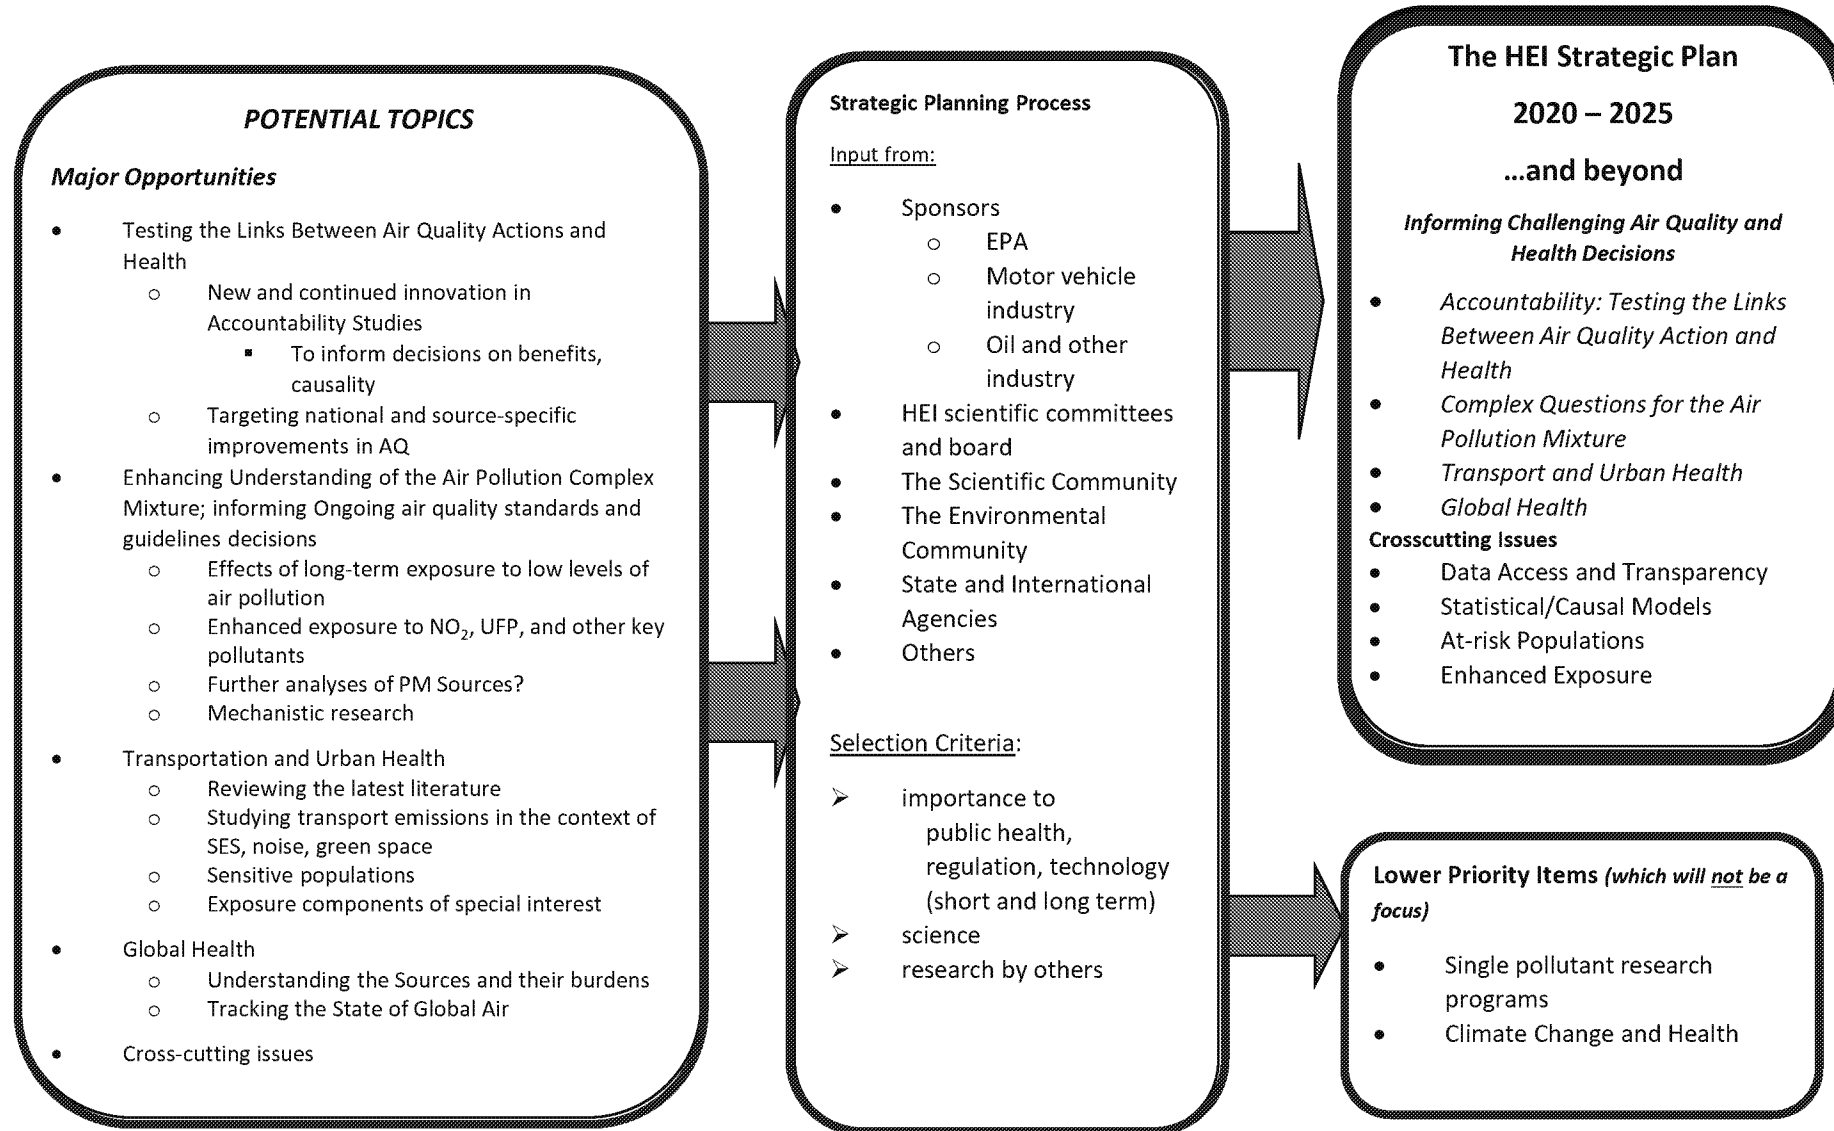 POTENTIAL TOPICS
Major Opportunities
• Testing the Links Between Air Quality Actions and
Health
o New and continued innovation in
Accountability Studies
▪ To inform decisions on benefits,
causality
o Targeting national and source-specific
improvements in AQ
• Enhancing Understanding of the Air Pollution Complex
Mixture; informing Ongoing air quality standards and
guidelines decisions
o Effects of long-term exposure to low levels of
air pollution
o Enhanced exposure to NO₂, UFP, and other key
pollutants
o Further analyses of PM Sources?
o Mechanistic research
• Transportation and Urban Health
o Reviewing the latest literature
o Studying transport emissions in the context of
SES, noise, green space
o Sensitive populations
o Exposure components of special interest
• Global Health
o Understanding the Sources and their burdens
o Tracking the State of Global Air
• Cross-cutting issues
Strategic Planning Process
Input from:
• Sponsors
o EPA
o Motor vehicle
industry
o Oil and other
industry
• HEI scientific committees
and board
• The Scientific Community
• The Environmental
Community
• State and International
Agencies
• Others
Selection Criteria:
➢ importance to
public health,
regulation, technology
(short and long term)
➢ science
➢ research by others
The HEI Strategic Plan
2020 – 2025
...and beyond
Informing Challenging Air Quality and
Health Decisions
• Accountability: Testing the Links
Between Air Quality Action and
Health
• Complex Questions for the Air
Pollution Mixture
• Transport and Urban Health
• Global Health
Crosscutting Issues
• Data Access and Transparency
• Statistical/Causal Models
• At-risk Populations
• Enhanced Exposure
Lower Priority Items (which will not be a
focus)
• Single pollutant research
programs
• Climate Change and Health